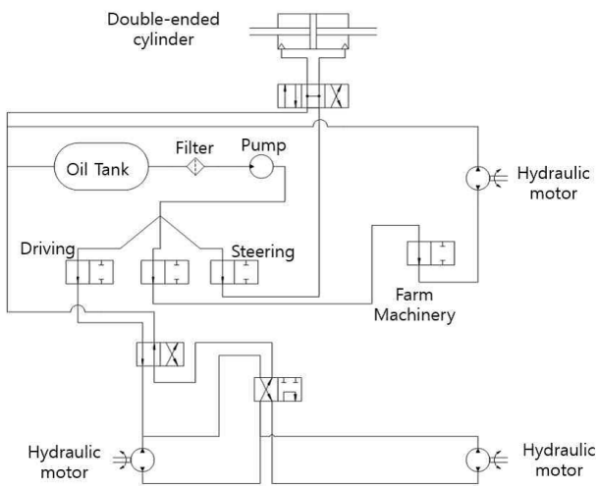 Double-ended
cylinder
Oil Tank
Filter
Pump
Hydraulic
motor
Driving
Steering
Farm
Machinery
Hydraulic
motor
Hydraulic
motor